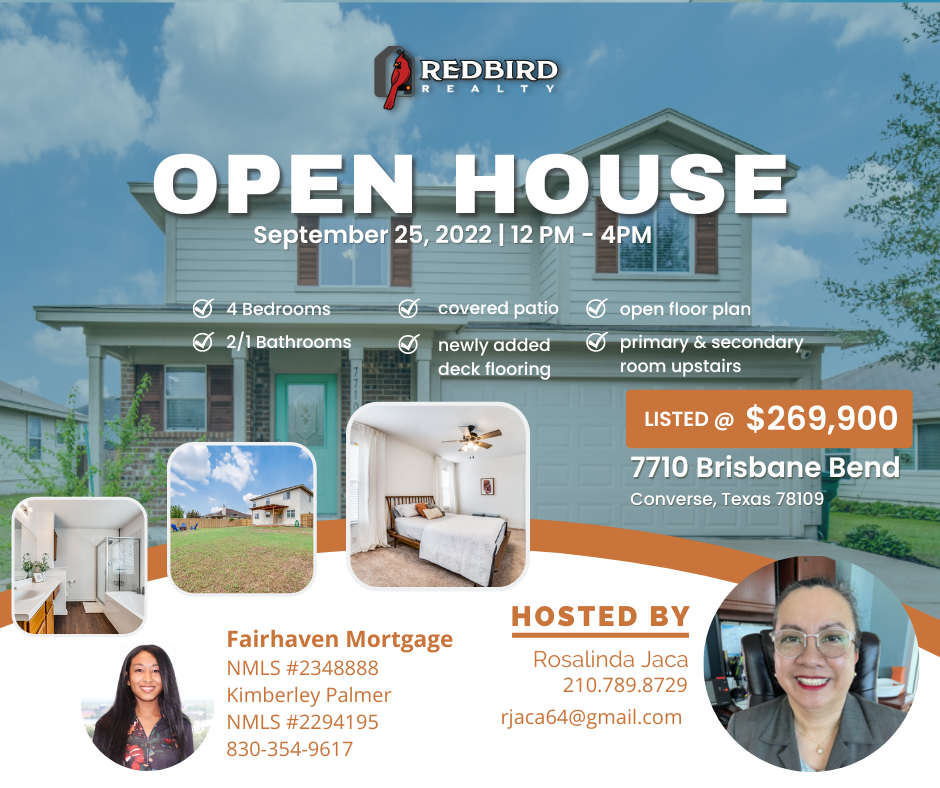 REDBIRD
REALTY
OPEN HOUSE
September 25, 2022 | 12 PM - 4PM
4 Bedrooms
2/1 Bathrooms
covered patio
newly added
deck flooring
open floor plan
primary & secondary
room upstairs
7710
LISTED @ $269,900
7710 Brisbane Bend
Converse, Texas 78109
HOSTED BY
Rosalinda Jaca
210.789.8729
rjaca64@gmail.com
Fairhaven Mortgage
NMLS #2348888
Kimberley Palmer
NMLS #2294195
830-354-9617